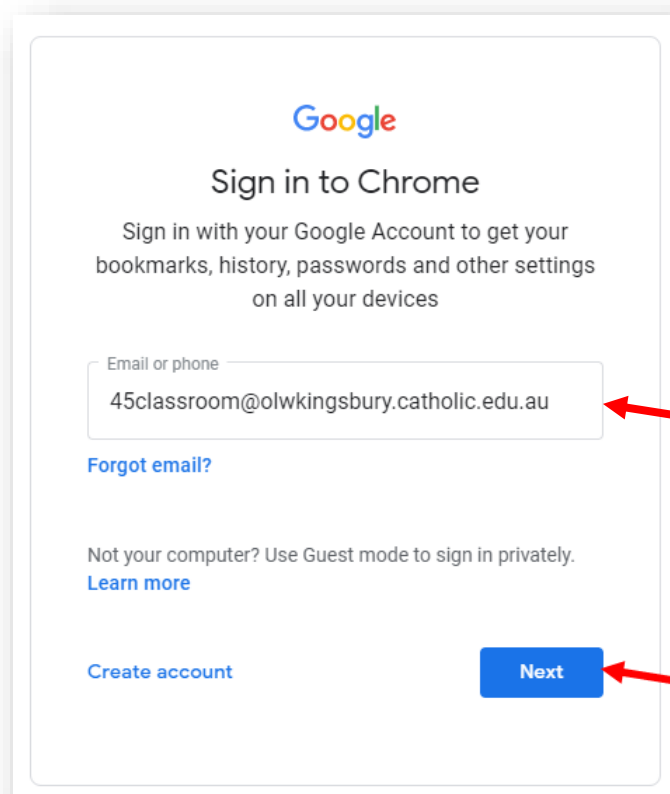 Google
Sign in to Chrome
Sign in with your Google Account to get your
bookmarks, history, passwords and other settings
on all your devices
Email or phone
45classroom@olwkingsbury.catholic.edu.au
Forgot email?
Not your computer? Use Guest mode to sign in privately.
Learn more
Create account
Next